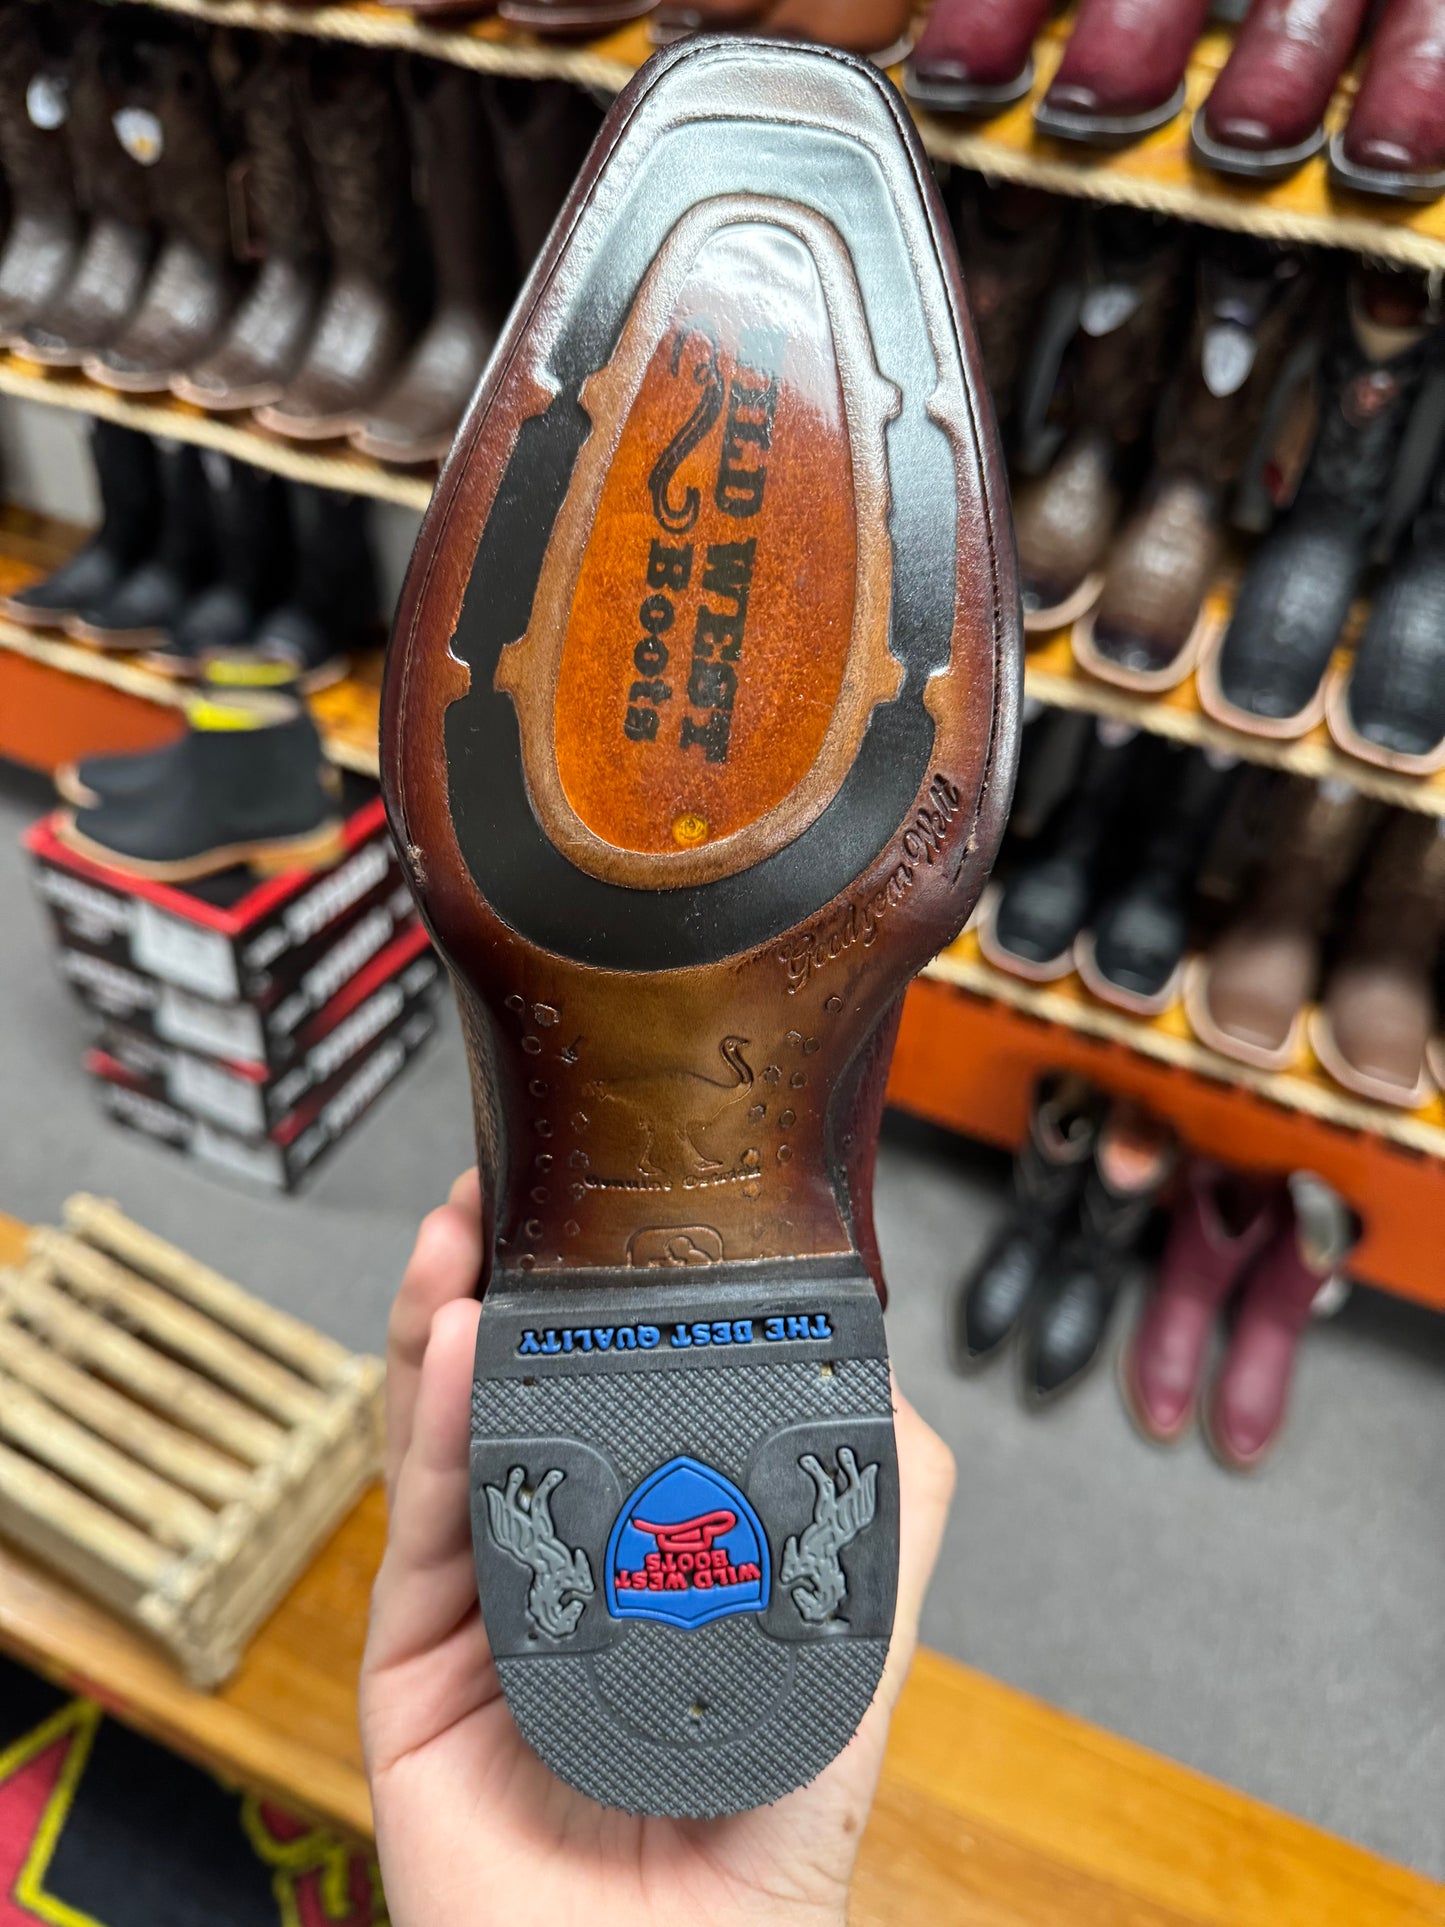 WILD WEST
Boots
Goodyear Welt
Genuine Ostrich
THE BEST QUALITY
WILD WEST
BOOTS